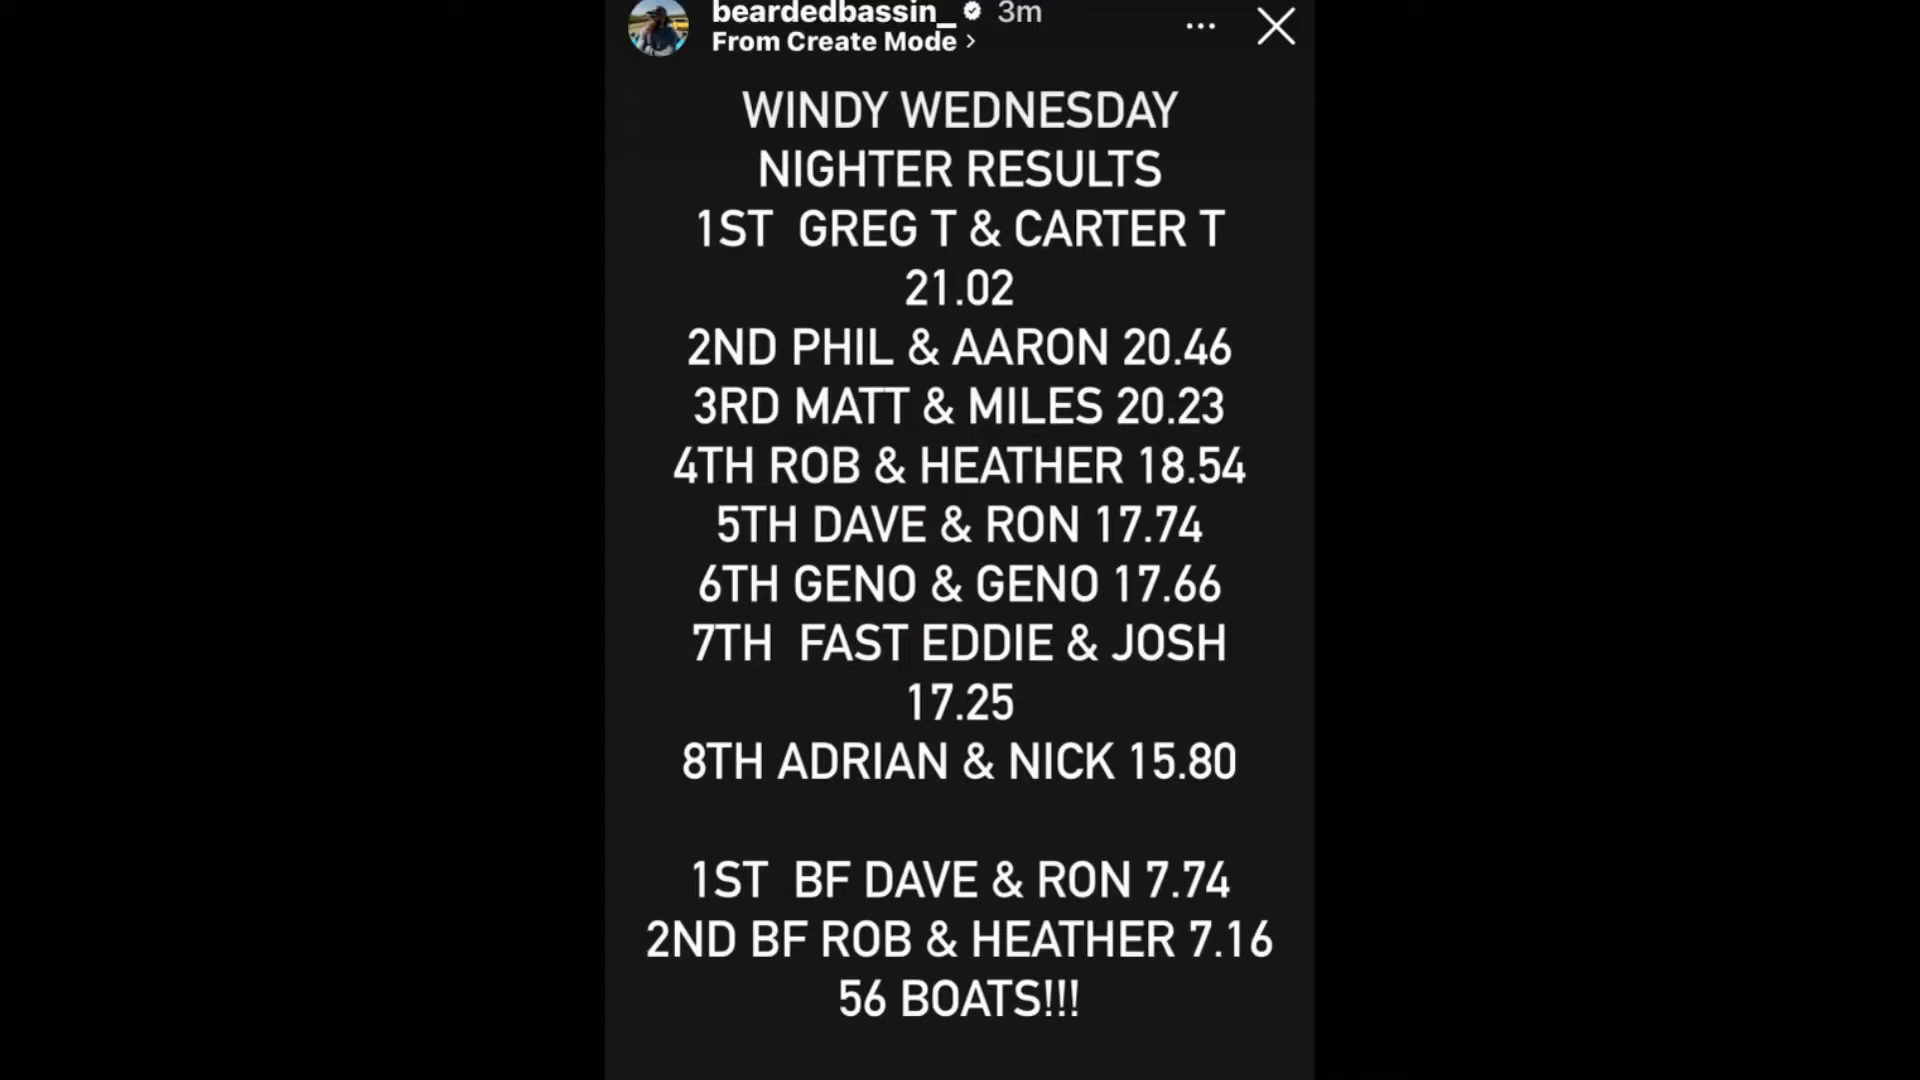 beardedbassin_ 3m
From Create Mode >
WINDY WEDNESDAY
NIGHTER RESULTS
1ST GREG T & CARTER T
21.02
2ND PHIL & AARON 20.46
3RD MATT & MILES 20.23
4TH ROB & HEATHER 18.54
5TH DAVE & RON 17.74
6TH GENO & GENO 17.66
7TH FAST EDDIE & JOSH
17.25
8TH ADRIAN & NICK 15.80
1ST BF DAVE & RON 7.74
2ND BF ROB & HEATHER 7.16
56 BOATS!!!